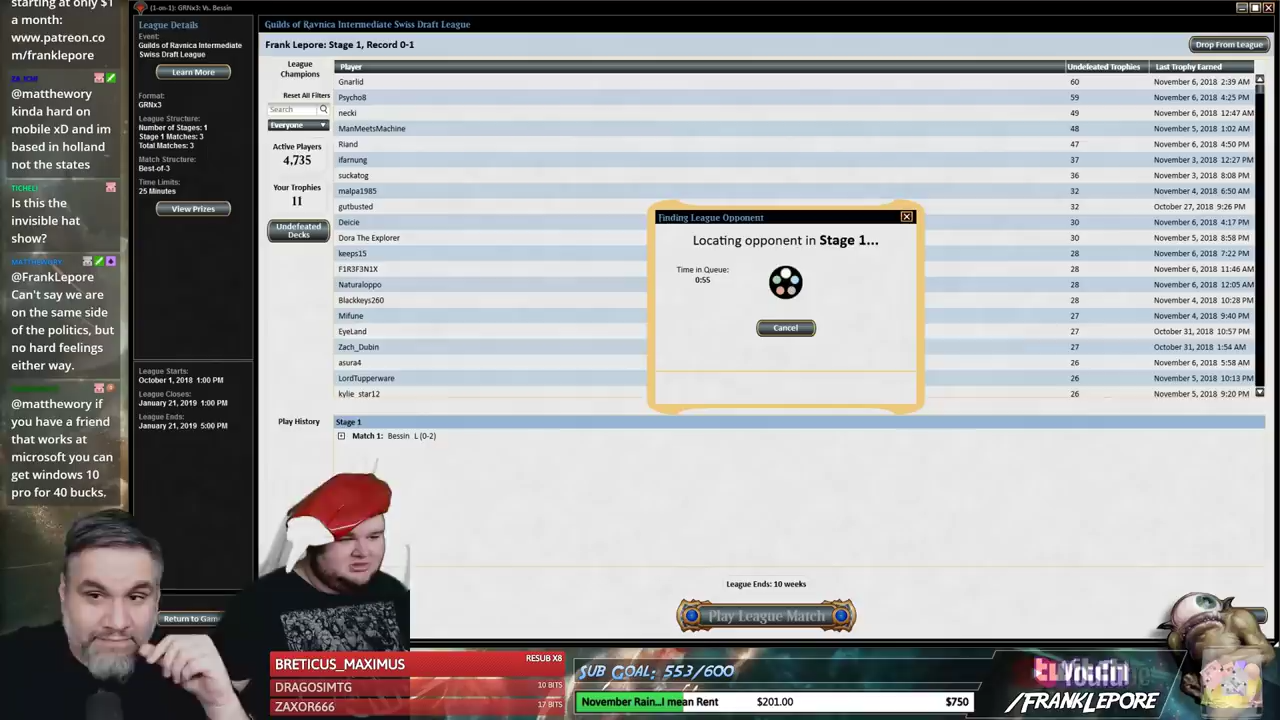 starting at only $1
a month:
www.patreon.co
m/franklepore
@matthewory
kinda hard on
mobile xD and im
based in holland
not the states
TICHELI
Is this the
invisible hat
show?
MATTHEWORY
@FrankLepore
Can't say we are
on the same side
of the politics, but
no hard feelings
either way.
@matthewory if
you have a friend
that works at
microsoft you can
get windows 10
pro for 40 bucks.
(1-on-1): GRNx3: Vs. Bessin
League Details
Event:
Guilds of Ravnica Intermediate
Swiss Draft League
Learn More
Format:
GRNx3
League Structure:
Number of Stages: 1
Stage 1 Matches: 3
Total Matches: 3
Match Structure:
Best-of-3
Time Limits:
25 Minutes
View Prizes
League Starts:
October 1, 2018 1:00 PM
League Closes:
January 21, 2019 1:00 PM
League Ends:
January 21, 2019 5:00 PM
Return to Gam
Guilds of Ravnica Intermediate Swiss Draft League
Frank Lepore: Stage 1, Record 0-1
Drop From League
League
Champions
Reset All Filters
Search
Everyone
Active Players
4,735
Your Trophies
11
Undefeated
Decks
Player Undefeated Trophies Last Trophy Earned
Gnarlid 60 November 6, 2018 2:39 AM
Psycho8 59 November 6, 2018 4:25 PM
necki 49 November 6, 2018 12:47 AM
ManMeetsMachine 48 November 5, 2018 1:02 AM
Riand 47 November 6, 2018 4:50 PM
ifarnung 37 November 3, 2018 12:27 PM
suckatog 36 November 3, 2018 8:08 PM
malpa1985 32 November 4, 2018 6:50 AM
gutbusted 32 October 27, 2018 9:26 PM
Deicie 30 November 6, 2018 4:17 PM
Dora The Explorer 30 November 5, 2018 8:58 PM
keeps15 28 November 6, 2018 7:22 PM
F1R3F3N1X 28 November 6, 2018 11:46 AM
Naturaloppo 28 November 6, 2018 12:05 AM
Blackkeys260 28 November 4, 2018 10:28 PM
Mifune 27 November 4, 2018 9:40 PM
EyeLand 27 October 31, 2018 10:57 PM
Zach_Dubin 27 October 31, 2018 1:54 AM
asura4 26 November 6, 2018 5:58 AM
LordTupperware 26 November 5, 2018 10:13 PM
kylie_star12 26 November 5, 2018 9:20 PM
Finding League Opponent
Locating opponent in Stage 1...
Time in Queue:
0:55
Cancel
Play History
Stage 1
Match 1: Bessin L (0-2)
League Ends: 10 weeks
Play League Match
BRETICUS_MAXIMUS RESUB X8
DRAGOSIMTG 10 BITS
ZAXOR666 17 BITS
SUB GOAL: 553/600
November Rain...I mean Rent $201.00 $750
/FRANKLEPORE